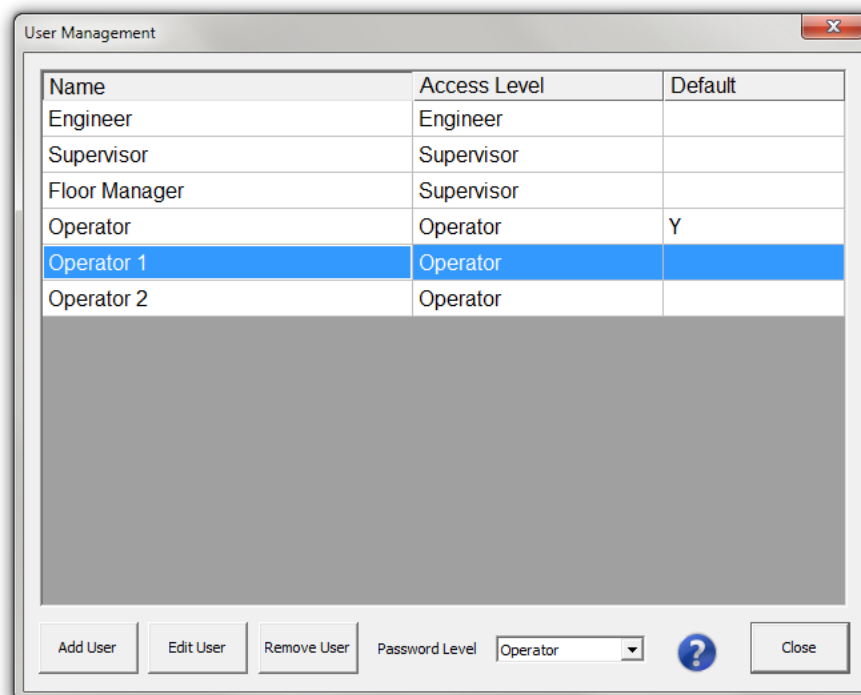 User Management
Name Access Level Default
Engineer Engineer
Supervisor Supervisor
Floor Manager Supervisor
Operator Operator Y
Operator 1 Operator
Operator 2 Operator
Add User Edit User Remove User Password Level Operator ? Close